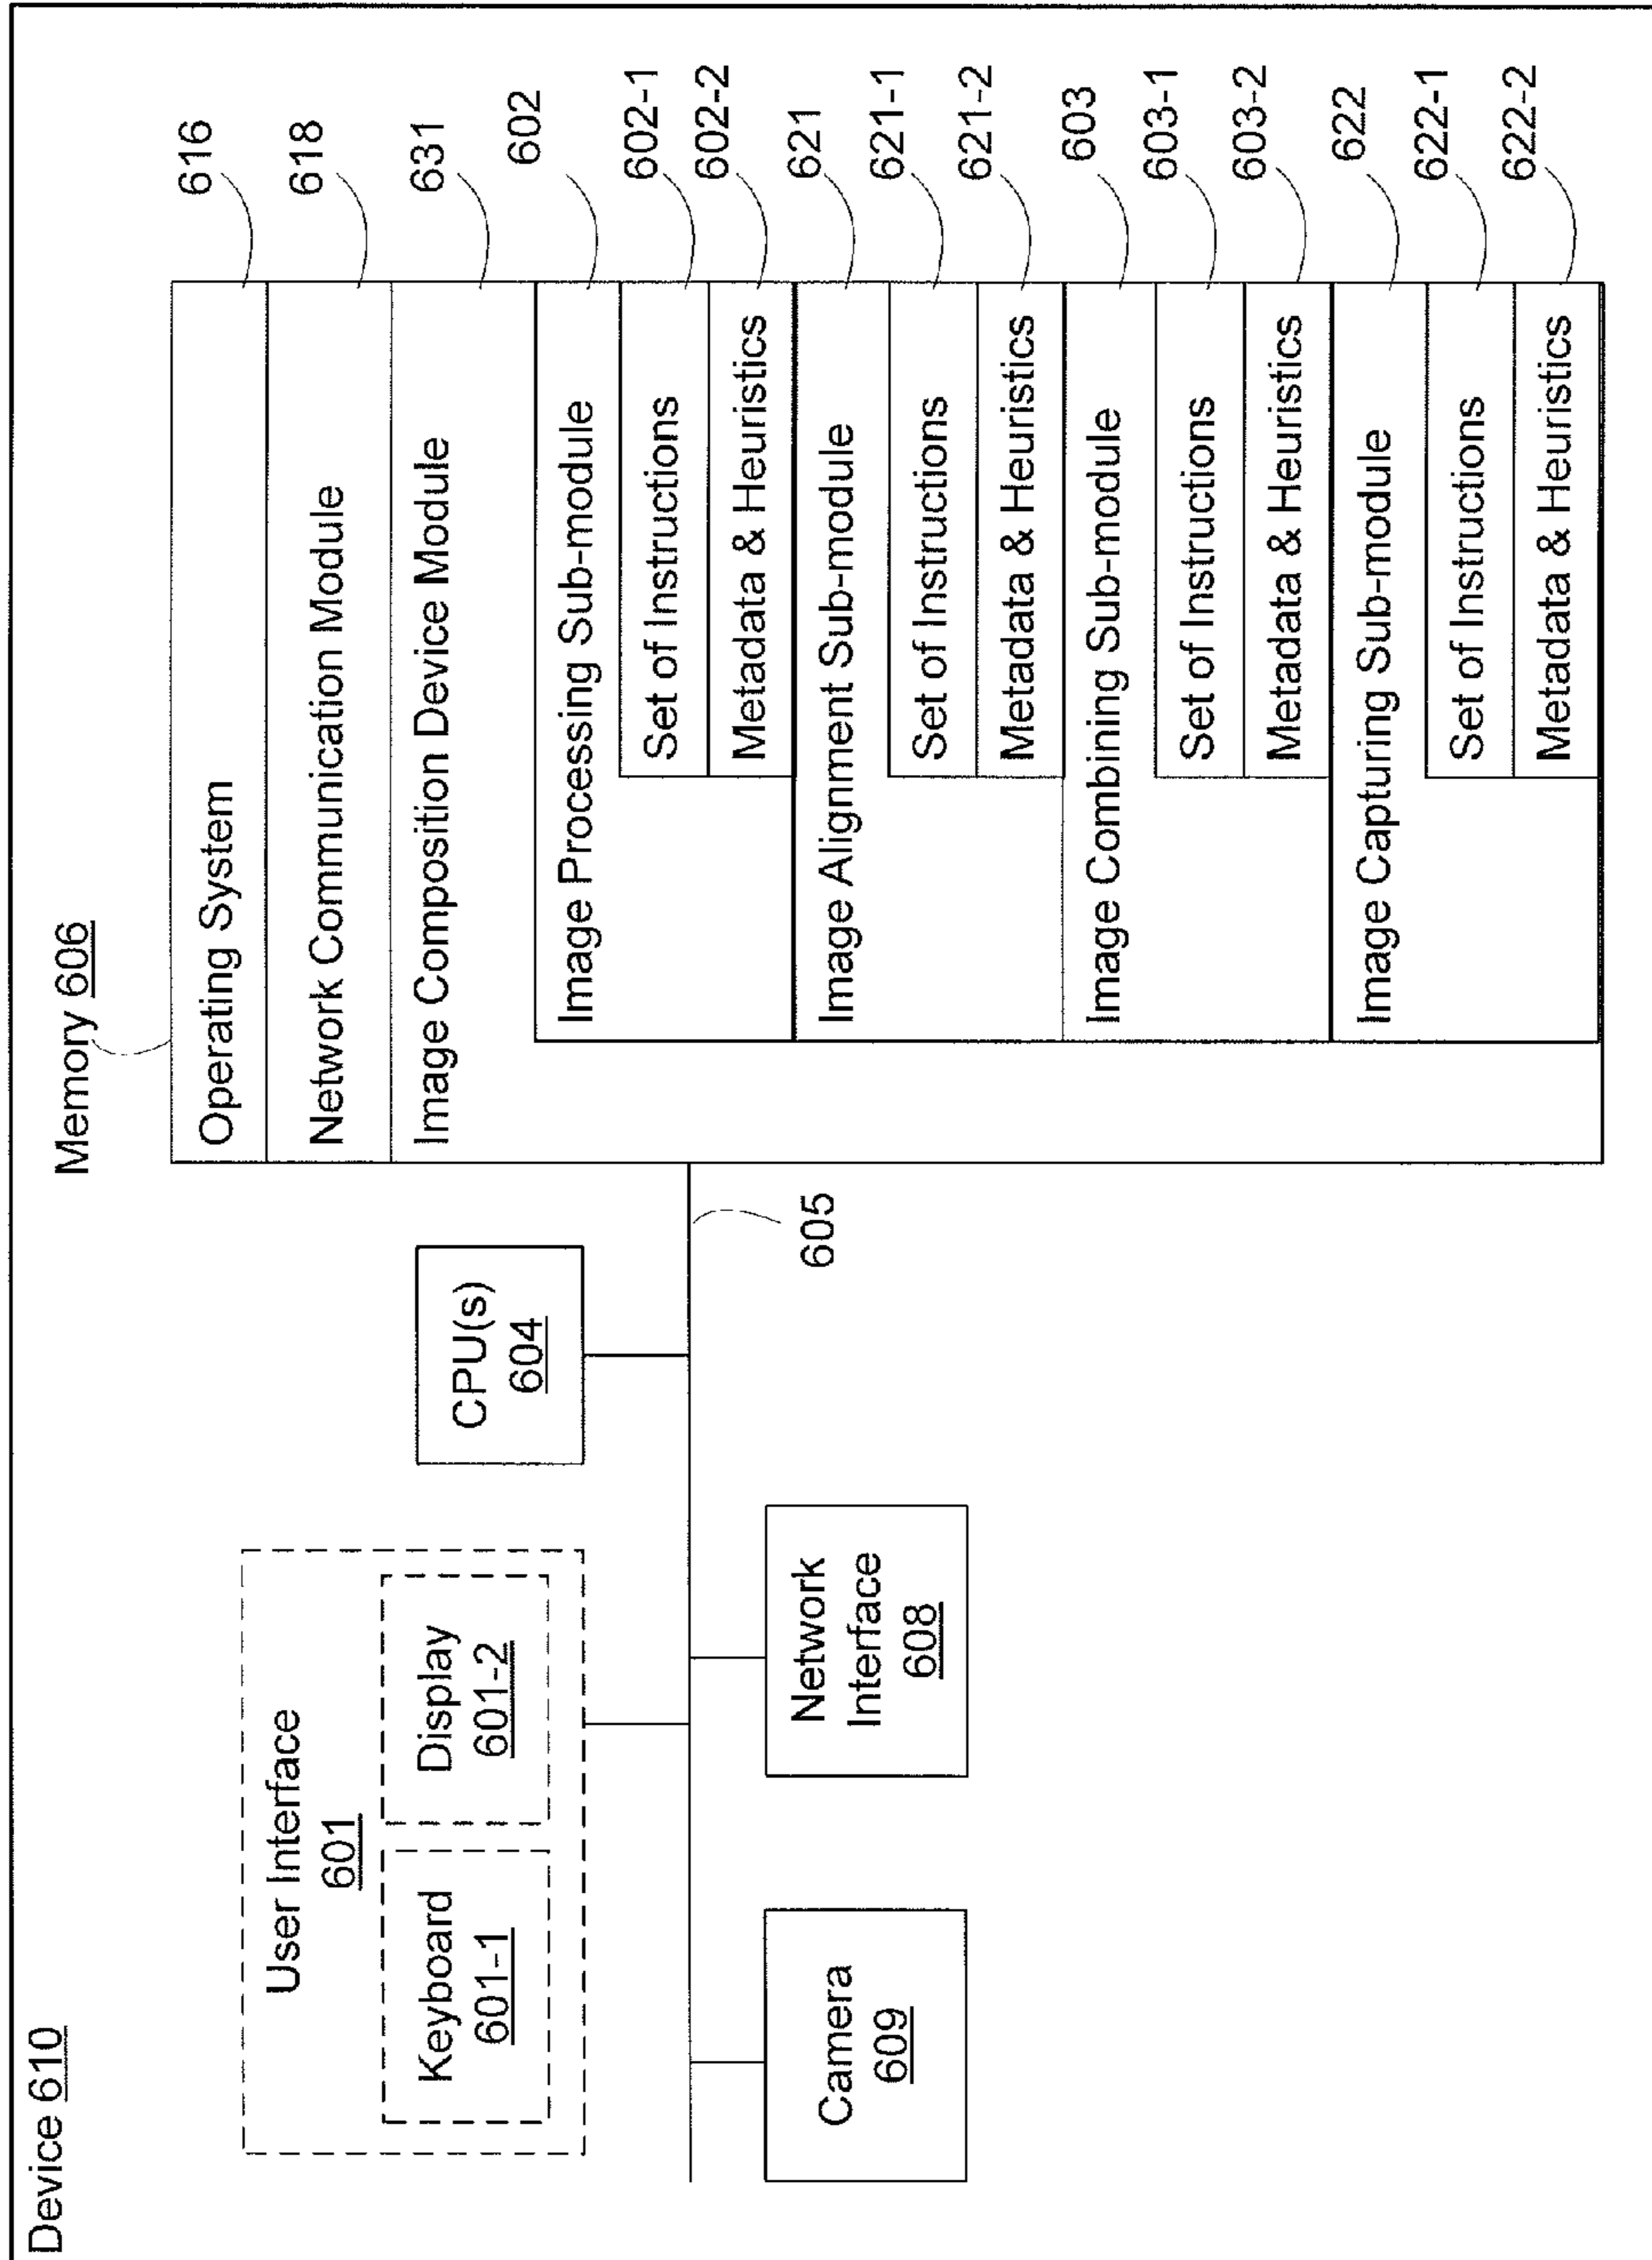 Device 610
User Interface
601
Keyboard
601-1
Display
601-2
CPU(s)
604
Camera
609
Network
Interface
608
605
Memory 606
Operating System
616
Network Communication Module
618
Image Composition Device Module
631
Image Processing Sub-module
602
Set of Instructions
602-1
Metadata & Heuristics
602-2
Image Alignment Sub-module
621
Set of Instructions
621-1
Metadata & Heuristics
621-2
Image Combining Sub-module
603
Set of Instructions
603-1
Metadata & Heuristics
603-2
Image Capturing Sub-module
622
Set of Instructions
622-1
Metadata & Heuristics
622-2